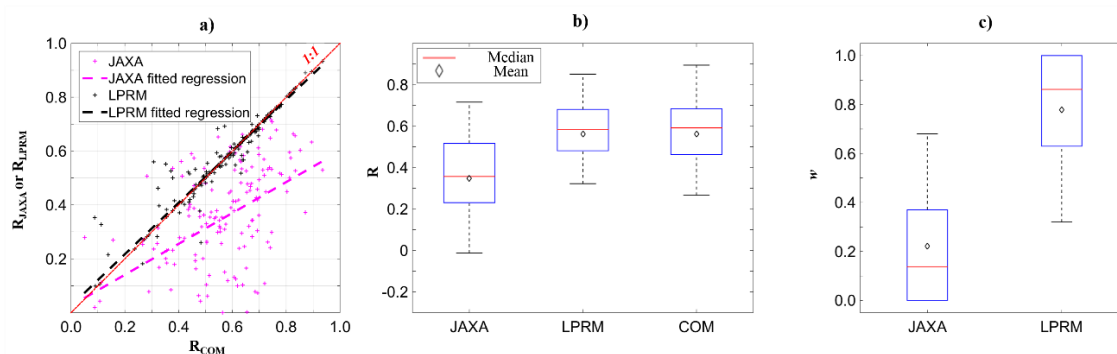 a)
1.0
0.8
0.6
0.4
0.2
0.0
0.2
0.4
0.6
0.8
1.0
R_JAXA or R_LPRM
R_COM
1:1
JAXA
JAXA fitted regression
LPRM
LPRM fitted regression
b)
Median
Mean
0.8
0.6
0.4
0.2
0
-0.2
R
JAXA
LPRM
COM
c)
1.0
0.8
0.6
0.4
0.2
0.0
w
JAXA
LPRM